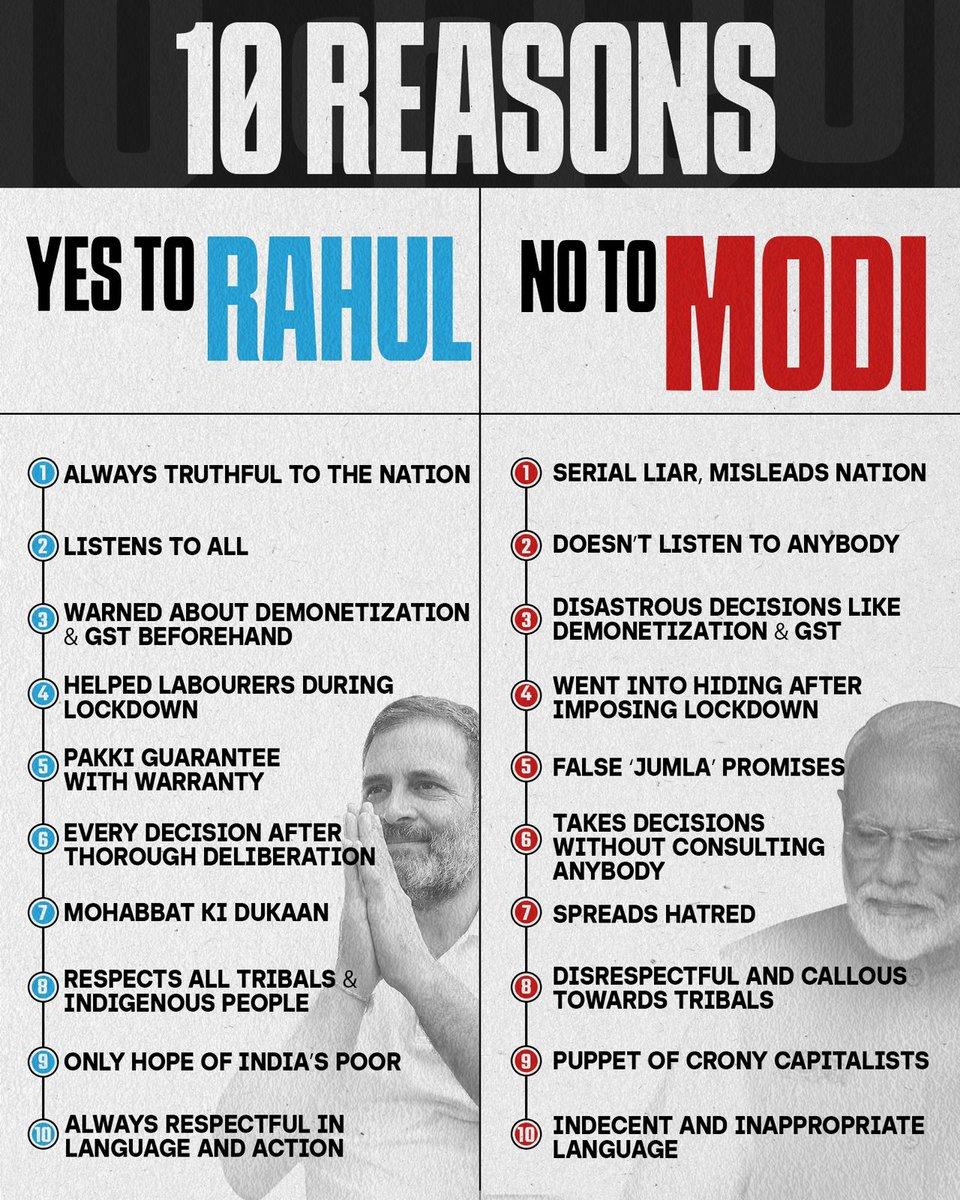 10 REASONS
YES TO RAHUL
1 ALWAYS TRUTHFUL TO THE NATION
2 LISTENS TO ALL
3 WARNED ABOUT DEMONETIZATION
& GST BEFOREHAND
4 HELPED LABOURERS DURING
LOCKDOWN
5 PAKKI GUARANTEE
WITH WARRANTY
6 EVERY DECISION AFTER
THOROUGH DELIBERATION
7 MOHABBAT KI DUKAAN
8 RESPECTS ALL TRIBALS &
INDIGENOUS PEOPLE
9 ONLY HOPE OF INDIA'S POOR
10 ALWAYS RESPECTFUL IN
LANGUAGE AND ACTION
NO TO MODI
1 SERIAL LIAR, MISLEADS NATION
2 DOESN'T LISTEN TO ANYBODY
3 DISASTROUS DECISIONS LIKE
DEMONETIZATION & GST
4 WENT INTO HIDING AFTER
IMPOSING LOCKDOWN
5 FALSE 'JUMLA' PROMISES
6 TAKES DECISIONS
WITHOUT CONSULTING
ANYBODY
7 SPREADS HATRED
8 DISRESPECTFUL AND CALLOUS
TOWARDS TRIBALS
9 PUPPET OF CRONY CAPITALISTS
10 INDECENT AND INAPPROPRIATE
LANGUAGE